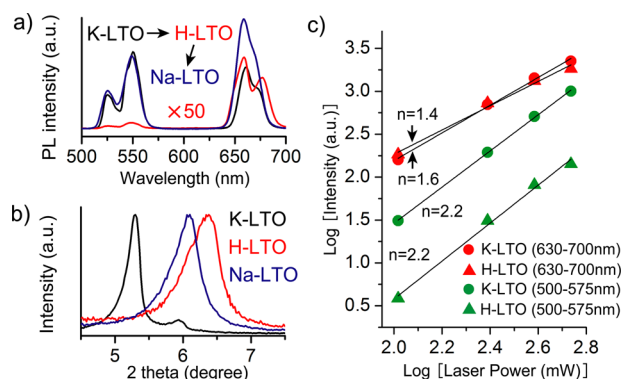 a)
PL intensity (a.u.)
K-LTO
H-LTO
Na-LTO
×50
500 550 600 650 700
Wavelength (nm)
b)
Intensity (a.u.)
K-LTO
H-LTO
Na-LTO
5 6 7
2 theta (degree)
c)
Log [Intensity (a.u.)]
3.5
3.0
2.5
2.0
1.5
1.0
0.5
n=1.4
n=1.6
n=2.2
n=2.2
K-LTO (630-700nm)
H-LTO (630-700nm)
K-LTO (500-575nm)
H-LTO (500-575nm)
2.0 2.2 2.4 2.6 2.8
Log [Laser Power (mW)]